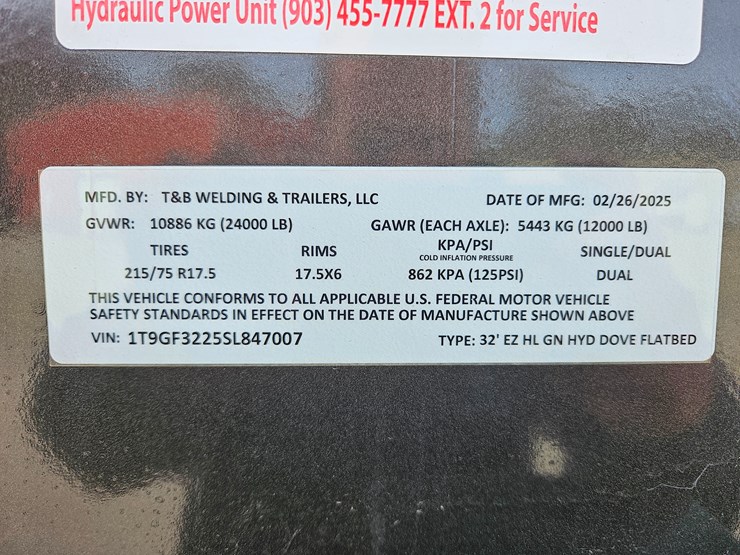 Hydraulic Power Unit (903) 455-7777 EXT. 2 for Service
MFD. BY: T&B WELDING & TRAILERS, LLC DATE OF MFG: 02/26/2025
GVWR: 10886 KG (24000 LB) GAWR (EACH AXLE): 5443 KG (12000 LB)
TIRES RIMS KPA/PSI SINGLE/DUAL
COLD INFLATION PRESSURE
215/75 R17.5 17.5X6 862 KPA (125PSI) DUAL
THIS VEHICLE CONFORMS TO ALL APPLICABLE U.S. FEDERAL MOTOR VEHICLE
SAFETY STANDARDS IN EFFECT ON THE DATE OF MANUFACTURE SHOWN ABOVE
VIN: 1T9GF3225SL847007 TYPE: 32' EZ HL GN HYD DOVE FLATBED